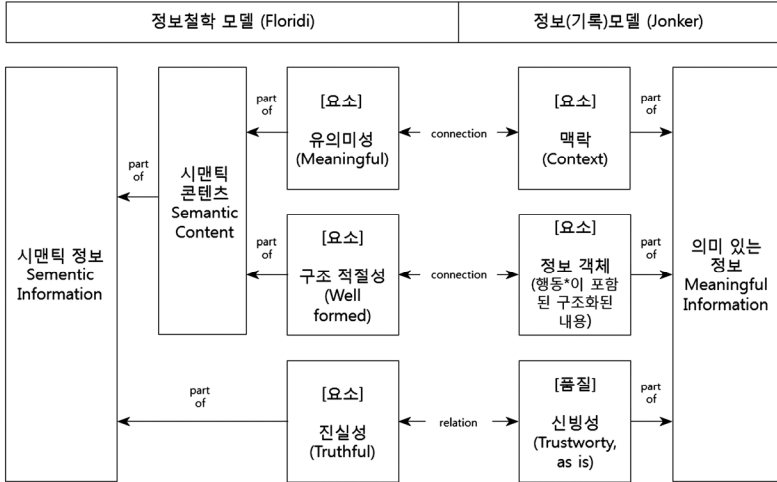 정보철학 모델 (Floridi)
정보(기록)모델 (Jonker)
시맨틱 정보
Sementic
Information
part
of
시맨틱
콘텐츠
Semantic
Content
part
of
[요소]
유의미성
(Meaningful)
connection
[요소]
맥락
(Context)
part
of
part
of
[요소]
구조 적절성
(Well
formed)
connection
[요소]
정보 객체
(행동*이 포함
된 구조화된
내용)
part
of
의미 있는
정보
Meaningful
Information
part
of
[요소]
진실성
(Truthful)
relation
[품질]
신빙성
(Trustworty,
as is)
part
of